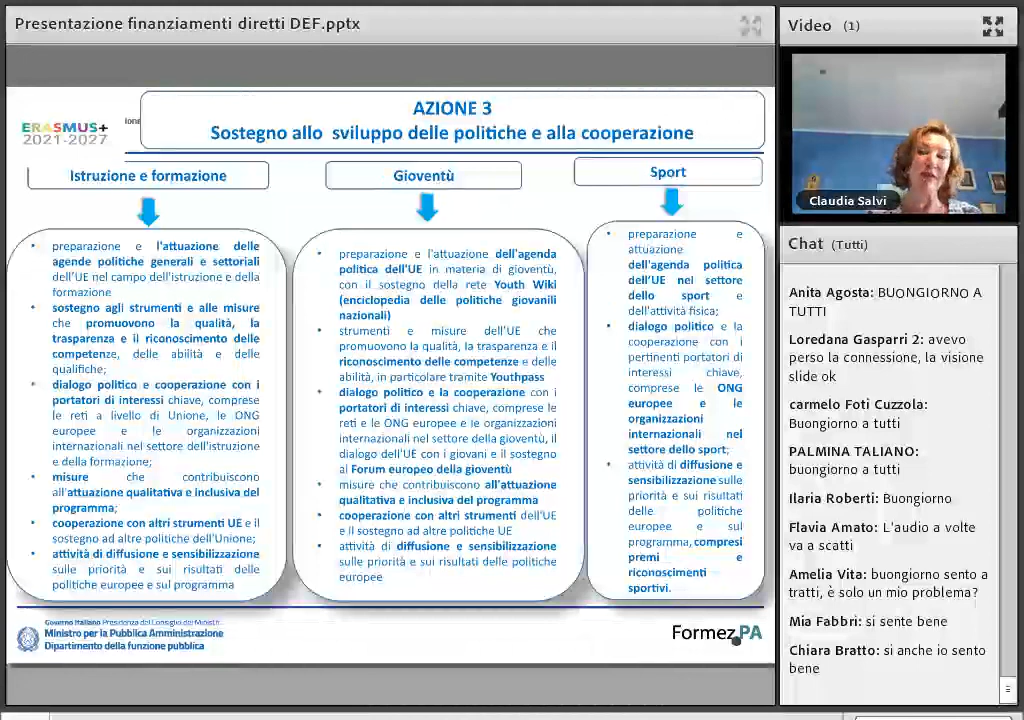 Presentazione finanziamenti diretti DEF.pptx
ERASMUS+
2021-2027
AZIONE 3
Sostegno allo sviluppo delle politiche e alla cooperazione
Istruzione e formazione
preparazione e l'attuazione delle
agende politiche generali e settoriali
dell'UE nel campo dell'istruzione e della
formazione
sostegno agli strumenti e alle misure
che promuovono la qualità, la
trasparenza e il riconoscimento delle
competenze, delle abilità e delle
qualifiche;
dialogo politico e cooperazione con i
portatori di interessi chiave, comprese
le reti a livello di Unione, le ONG
europee e le organizzazioni
internazionali nel settore dell'istruzione
e della formazione;
misure che contribuiscono
all'attuazione qualitativa e inclusiva del
programma;
cooperazione con altri strumenti UE e il
sostegno ad altre politiche dell'Unione;
attività di diffusione e sensibilizzazione
sulle priorità e sui risultati delle
politiche europee e sul programma
Gioventù
preparazione e l'attuazione dell'agenda
politica dell'UE in materia di gioventù,
con il sostegno della rete Youth Wiki
(enciclopedia delle politiche giovanili
nazionali)
strumenti e misure dell'UE che
promuovono la qualità, la trasparenza e il
riconoscimento delle competenze e delle
abilità, in particolare tramite Youthpass
dialogo politico e la cooperazione con i
portatori di interessi chiave, comprese le
reti e le ONG europee e le organizzazioni
internazionali nel settore della gioventù, il
dialogo dell'UE con i giovani e il sostegno
al Forum europeo della gioventù
misure che contribuiscono all'attuazione
qualitativa e inclusiva del programma
cooperazione con altri strumenti dell'UE
e il sostegno ad altre politiche UE
attività di diffusione e sensibilizzazione
sulle priorità e sui risultati delle politiche
europee
Sport
preparazione e
attuazione
dell'agenda politica
dell'UE nel settore
dello sport e
dell'attività fisica;
dialogo politico e la
cooperazione con i
pertinenti portatori di
interessi chiave,
comprese le ONG
europee e le
organizzazioni
internazionali nel
settore dello sport;
attività di diffusione e
sensibilizzazione sulle
priorità e sui risultati
delle politiche
europee e sul
programma, compresi
premi e
riconoscimenti
sportivi.
Governo Italiano Presidenza del Consiglio dei Ministri
Ministro per la Pubblica Amministrazione
Dipartimento della funzione pubblica
Formez PA
Video (1)
Claudia Salvi
Chat (Tutti)
Anita Agosta: BUONGIORNO A
TUTTI
Loredana Gasparri 2: avevo
perso la connessione, la visione
slide ok
carmelo Foti Cuzzola:
Buongiorno a tutti
PALMINA TALIANO:
buongiorno a tutti
Ilaria Roberti: Buongiorno
Flavia Amato: L'audio a volte
va a scatti
Amelia Vita: buongiorno sento a
tratti, è solo un mio problema?
Mia Fabbri: si sente bene
Chiara Bratto: si anche io sento
bene